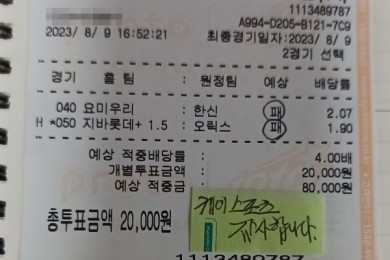 1113489787
A994-D205-B121-7C9
2023/ 8/ 9 16:52:21
최종경기일자:2023/ 8/ 9
2경기 선택
경기 홈 팀 : 원정팀 예상 배당률
040 요미우리 : 한신 패 2.07
H *050 지바롯데+ 1.5 : 오릭스 패 1.90
예상 적중배당률 : 4.00배
개별투표금액 : 20,000원
예상 적중금 : 80,000원
케이스포츠
감사합니다.
총투표금액 20,000원
1113489787